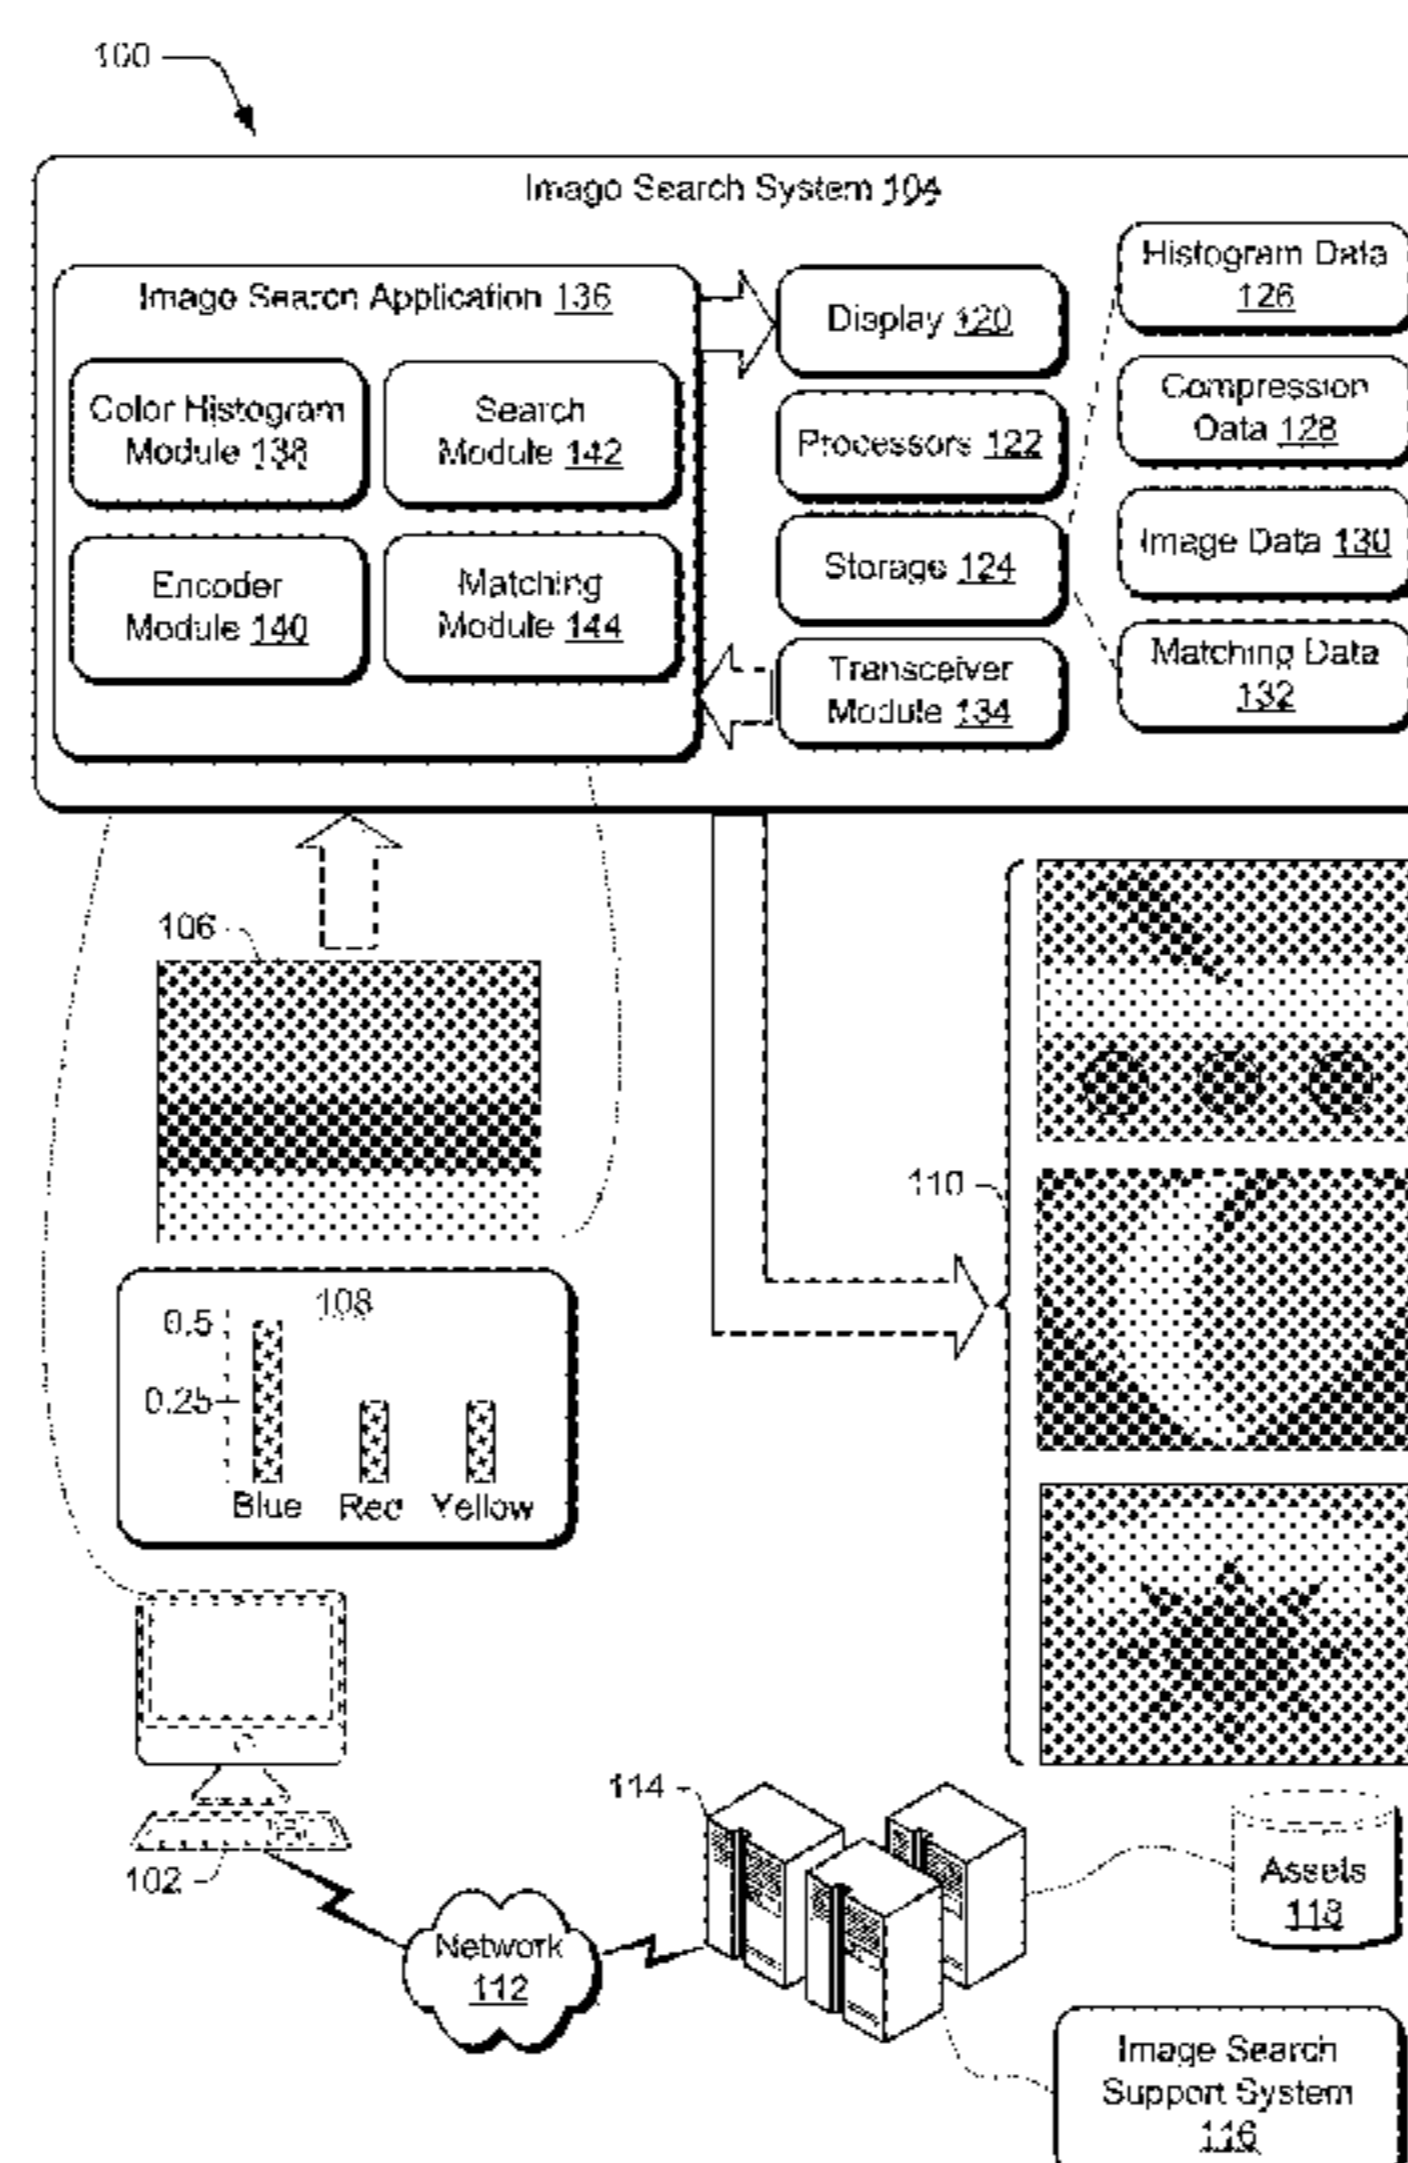 100
Image Search System 104
Image Search Application 136
Color Histogram
Module 138
Search
Module 142
Encoder
Module 140
Matching
Module 144
Display 120
Processors 122
Storage 124
Transceiver
Module 134
Histogram Data
126
Compression
Data 128
Image Data 130
Matching Data
132
106
110
108
0.5
0.25
Blue Red Yellow
102
Network
112
114
Assets
118
Image Search
Support System
116